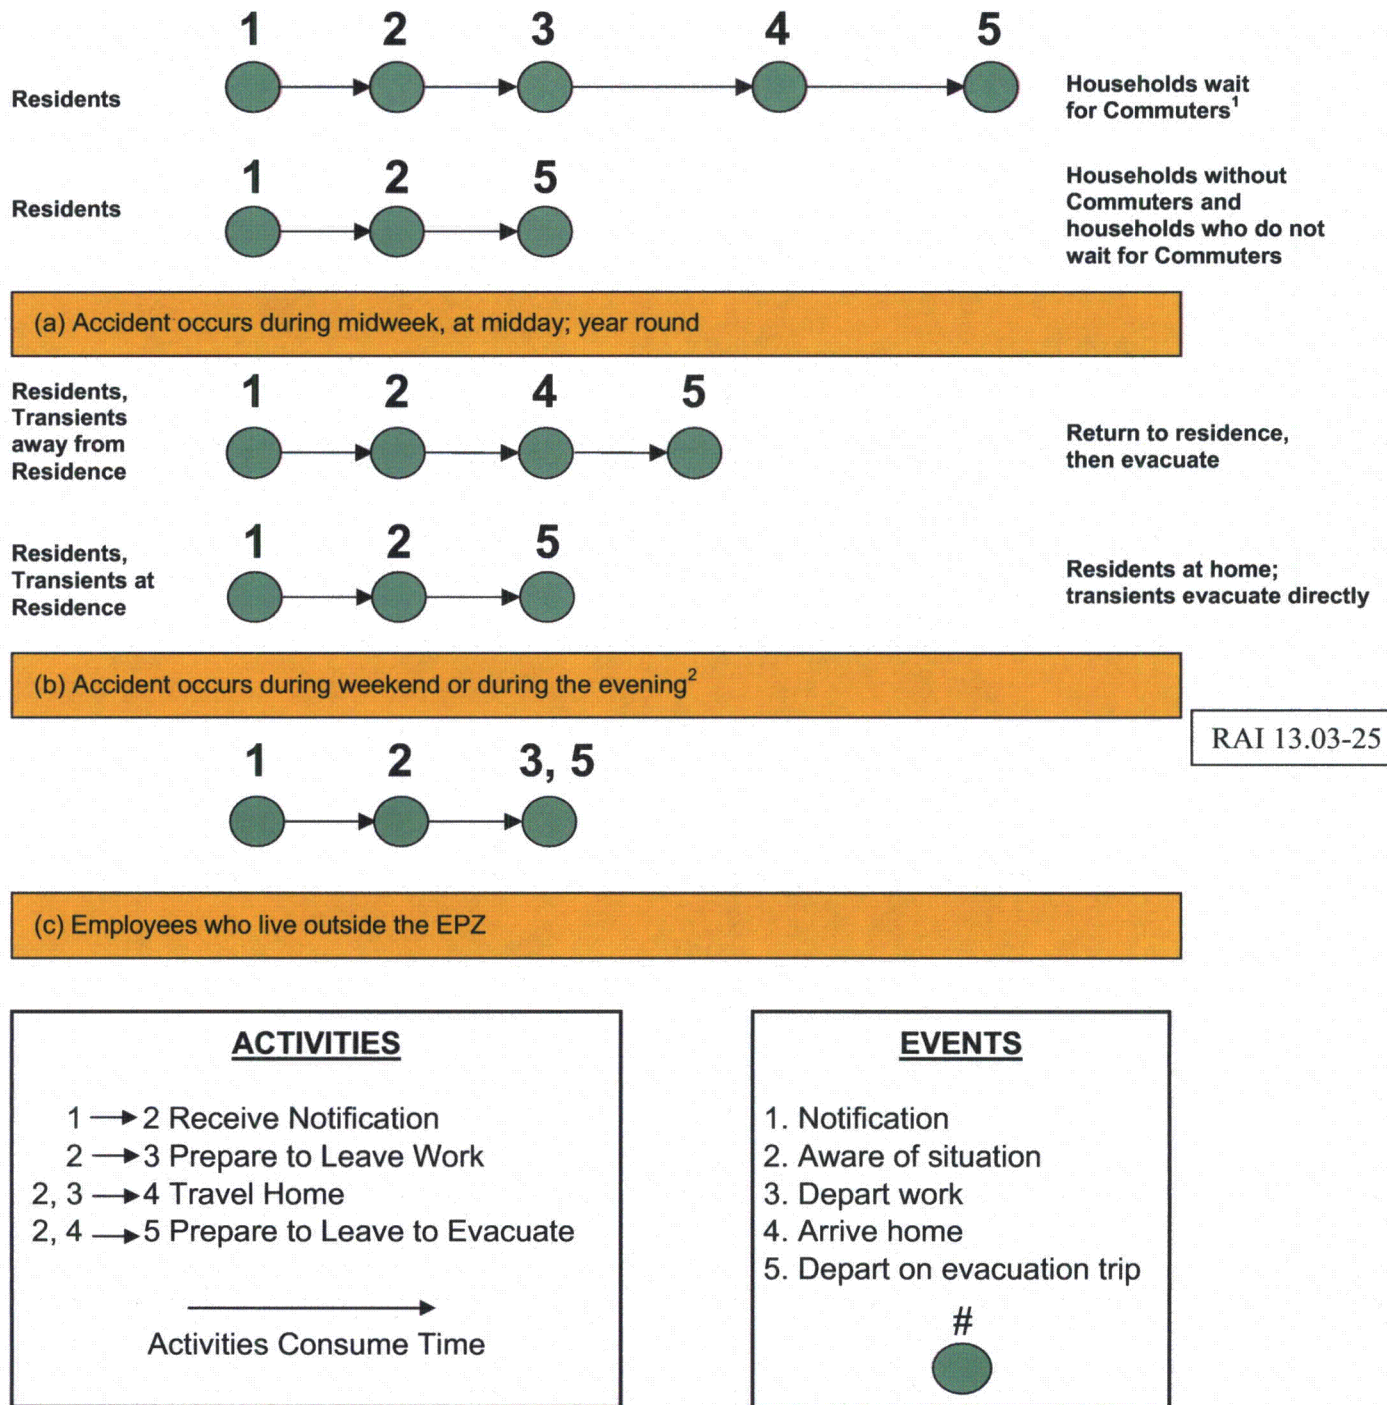 1 2 3 4 5
Residents
Households wait
for Commuters¹
1 2 5
Residents
Households without
Commuters and
households who do not
wait for Commuters
(a) Accident occurs during midweek, at midday; year round
Residents,
Transients
away from
Residence
1 2 4 5
Return to residence,
then evacuate
Residents,
Transients at
Residence
1 2 5
Residents at home;
transients evacuate directly
(b) Accident occurs during weekend or during the evening²
RAI 13.03-25
1 2 3, 5
(c) Employees who live outside the EPZ
ACTIVITIES
1 → 2 Receive Notification
2 → 3 Prepare to Leave Work
2, 3 → 4 Travel Home
2, 4 → 5 Prepare to Leave to Evacuate
Activities Consume Time
EVENTS
1. Notification
2. Aware of situation
3. Depart work
4. Arrive home
5. Depart on evacuation trip
#